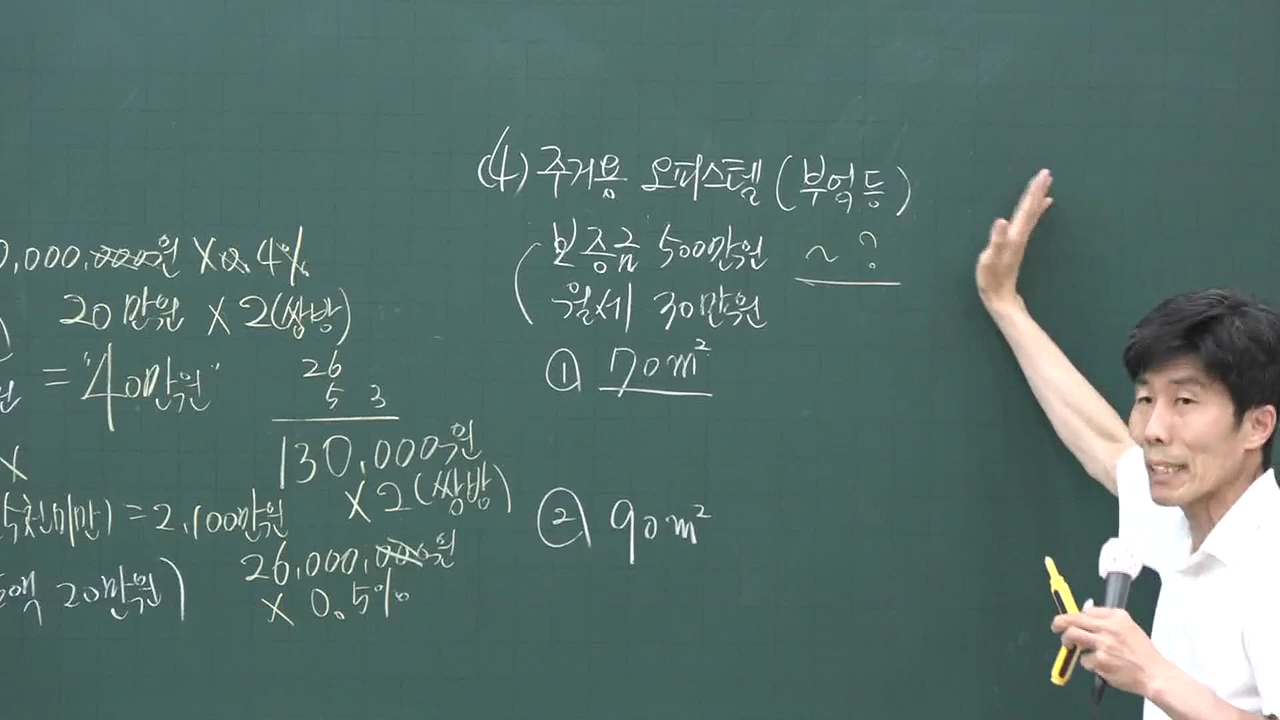 0,000,000원 X 0.4%
20만원 X 2(쌍방)
= "40만원"
26
5 3
130,000원
X 2(쌍방)
미만) = 2,100만원
26,000,000원
X 0.5%
액 20만원)
(4) 주거용 오피스텔 (부엌등)
보증금 500만원 ~ ?
월세 30만원
① 70m²
② 90m²